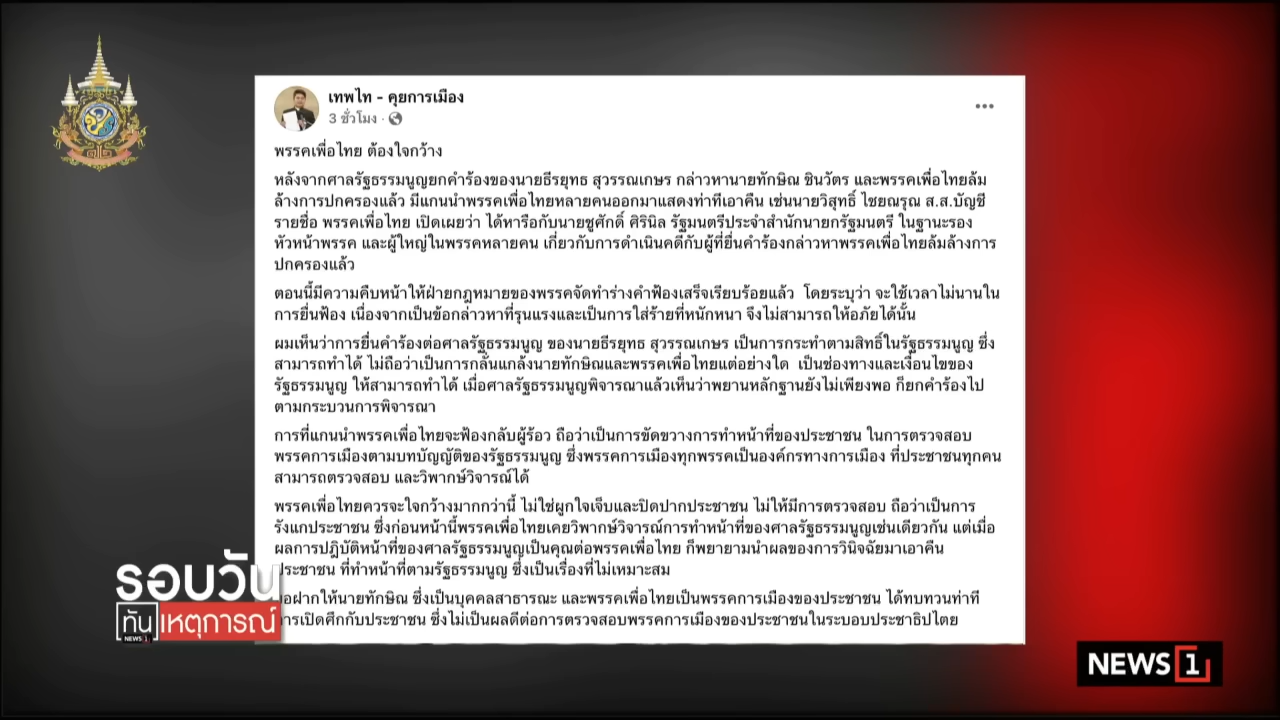 เทพไท - คุยการเมือง
3 ชั่วโมง ·
พรรคเพื่อไทย ต้องใจกว้าง
หลังจากศาลรัฐธรรมนูญยกคำร้องของนายธีรยุทธ สุวรรณเกษร กล่าวหานายทักษิณ ชินวัตร และพรรคเพื่อไทยล้ม
ล้างการปกครองแล้ว มีแกนนำพรรคเพื่อไทยหลายคนออกมาแสดงท่าทีเอาคืน เช่นนายวิสุทธิ์ ไชยณรุณ ส.ส.บัญชี
รายชื่อ พรรคเพื่อไทย เปิดเผยว่า ได้หารือกับนายชูศักดิ์ ศิรินิล รัฐมนตรีประจำสำนักนายกรัฐมนตรี ในฐานะรอง
หัวหน้าพรรค และผู้ใหญ่ในพรรคหลายคน เกี่ยวกับการดำเนินคดีกับผู้ที่ยื่นคำร้องกล่าวหาพรรคเพื่อไทยล้มล้างการ
ปกครองแล้ว
ตอนนี้มีความคืบหน้าให้ฝ่ายกฎหมายของพรรคจัดทำร่างคำฟ้องเสร็จเรียบร้อยแล้ว โดยระบุว่า จะใช้เวลาไม่นานใน
การยื่นฟ้อง เนื่องจากเป็นข้อกล่าวหาที่รุนแรงและเป็นการใส่ร้ายที่หนักหนา จึงไม่สามารถให้อภัยได้นั้น
ผมเห็นว่าการยื่นคำร้องต่อศาลรัฐธรรมนูญ ของนายธีรยุทธ สุวรรณเกษร เป็นการกระทำตามสิทธิ์ในรัฐธรรมนูญ ซึ่ง
สามารถทำได้ ไม่ถือว่าเป็นการกลั่นแกล้งนายทักษิณและพรรคเพื่อไทยแต่อย่างใด เป็นช่องทางและเงื่อนไขของ
รัฐธรรมนูญ ให้สามารถทำได้ เมื่อศาลรัฐธรรมนูญพิจารณาแล้วเห็นว่าพยานหลักฐานยังไม่เพียงพอ ก็ยกคำร้องไป
ตามกระบวนการพิจารณา
การที่แกนนำพรรคเพื่อไทยจะฟ้องกลับผู้ร้อว ถือว่าเป็นการขัดขวางการทำหน้าที่ของประชาชน ในการตรวจสอบ
พรรคการเมืองตามบทบัญญัติของรัฐธรรมนูญ ซึ่งพรรคการเมืองทุกพรรคเป็นองค์กรทางการเมือง ที่ประชาชนทุกคน
สามารถตรวจสอบ และวิพากษ์วิจารณ์ได้
พรรคเพื่อไทยควรจะใจกว้างมากกว่านี้ ไม่ใช่ผูกใจเจ็บและปิดปากประชาชน ไม่ให้มีการตรวจสอบ ถือว่าเป็นการ
รังแกประชาชน ซึ่งก่อนหน้านี้พรรคเพื่อไทยเคยวิพากษ์วิจารณ์การทำหน้าที่ของศาลรัฐธรรมนูญเช่นเดียวกัน แต่เมื่อ
ผลการปฎิบัติหน้าที่ของศาลรัฐธรรมนูญเป็นคุณต่อพรรคเพื่อไทย ก็พยายามนำผลของการวินิจฉัยมาเอาคืน
ประชาชน ที่ทำหน้าที่ตามรัฐธรรมนูญ ซึ่งเป็นเรื่องที่ไม่เหมาะสม
ขอฝากให้นายทักษิณ ซึ่งเป็นบุคคลสาธารณะ และพรรคเพื่อไทยเป็นพรรคการเมืองของประชาชน ได้ทบทวนท่าที
การเปิดศึกกับประชาชน ซึ่งไม่เป็นผลดีต่อการตรวจสอบพรรคการเมืองของประชาชนในระบอบประชาธิปไตย
รอบวัน
ทันเหตุการณ์
NEWS 1
NEWS 1